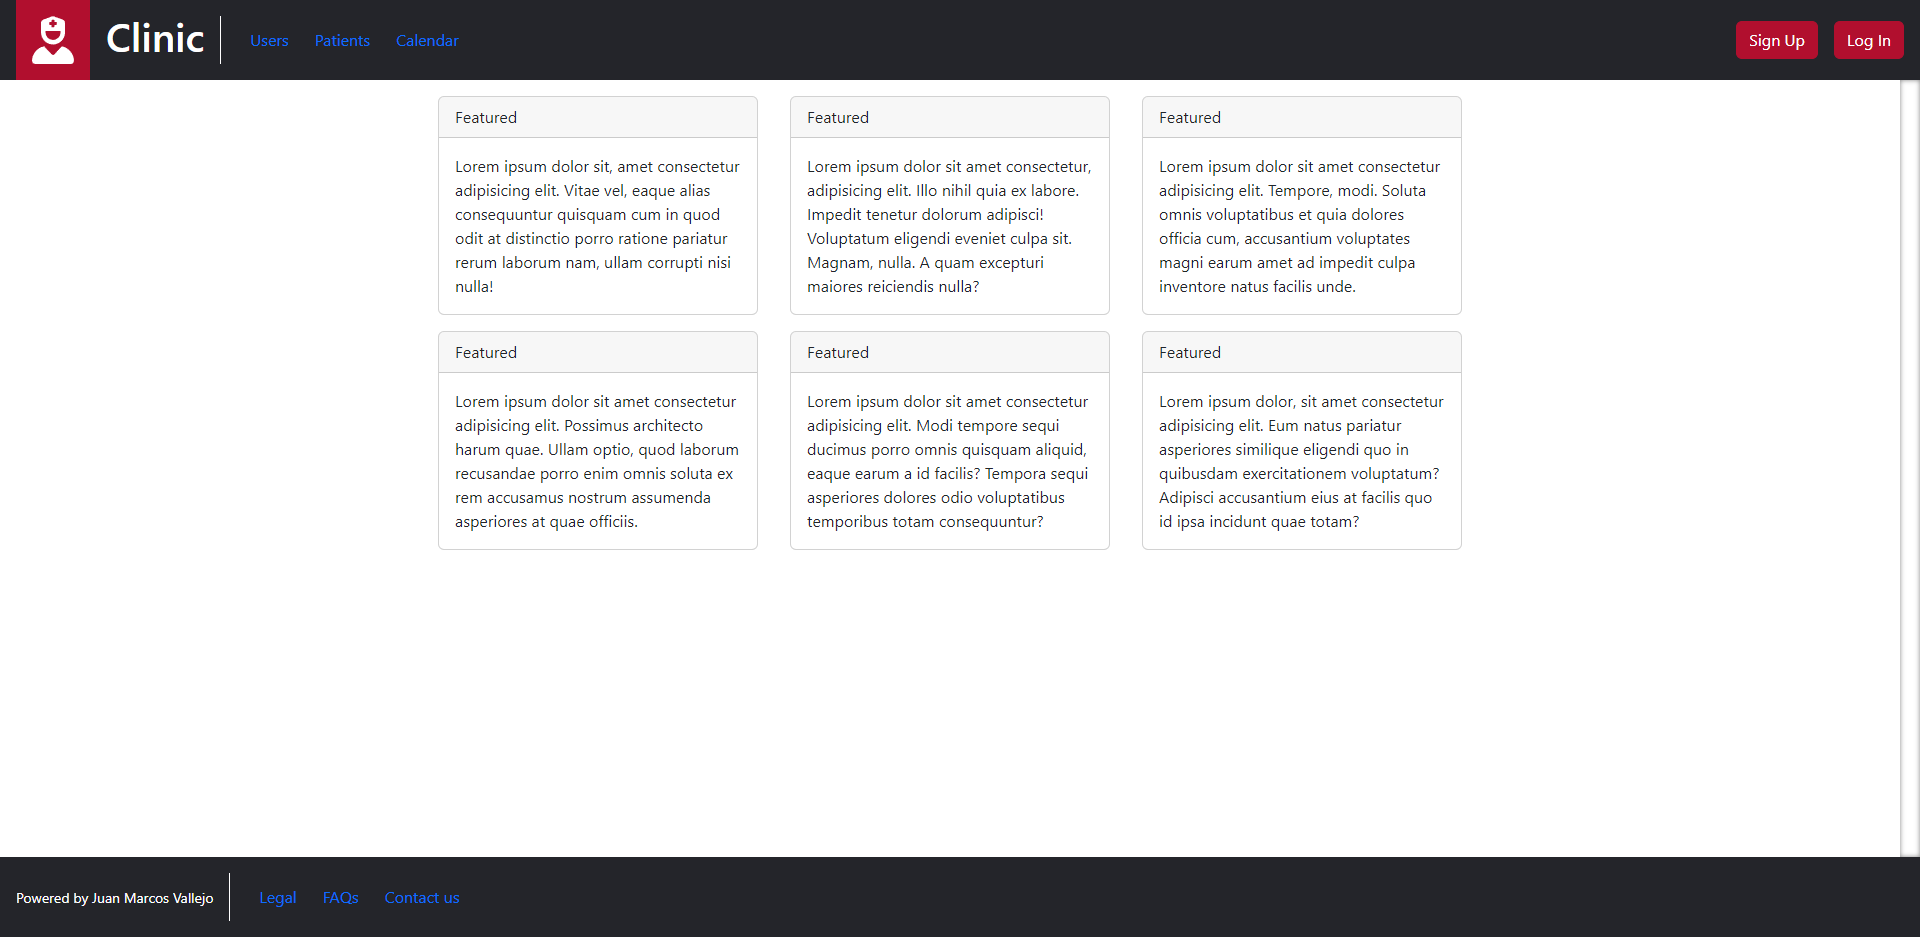 Clinic
Users
Patients
Calendar
Sign Up
Log In
Featured
Lorem ipsum dolor sit, amet consectetur
adipisicing elit. Vitae vel, eaque alias
consequuntur quisquam cum in quod
odit at distinctio porro ratione pariatur
rerum laborum nam, ullam corrupti nisi
nulla!
Featured
Lorem ipsum dolor sit amet consectetur,
adipisicing elit. Illo nihil quia ex labore.
Impedit tenetur dolorum adipisci!
Voluptatum eligendi eveniet culpa sit.
Magnam, nulla. A quam excepturi
maiores reiciendis nulla?
Featured
Lorem ipsum dolor sit amet consectetur
adipisicing elit. Tempore, modi. Soluta
omnis voluptatibus et quia dolores
officia cum, accusantium voluptates
magni earum amet ad impedit culpa
inventore natus facilis unde.
Featured
Lorem ipsum dolor sit amet consectetur
adipisicing elit. Possimus architecto
harum quae. Ullam optio, quod laborum
recusandae porro enim omnis soluta ex
rem accusamus nostrum assumenda
asperiores at quae officiis.
Featured
Lorem ipsum dolor sit amet consectetur
adipisicing elit. Modi tempore sequi
ducimus porro omnis quisquam aliquid,
eaque earum a id facilis? Tempora sequi
asperiores dolores odio voluptatibus
temporibus totam consequuntur?
Featured
Lorem ipsum dolor, sit amet consectetur
adipisicing elit. Eum natus pariatur
asperiores similique eligendi quo in
quibusdam exercitationem voluptatum?
Adipisci accusantium eius at facilis quo
id ipsa incidunt quae totam?
Powered by Juan Marcos Vallejo
Legal
FAQs
Contact us